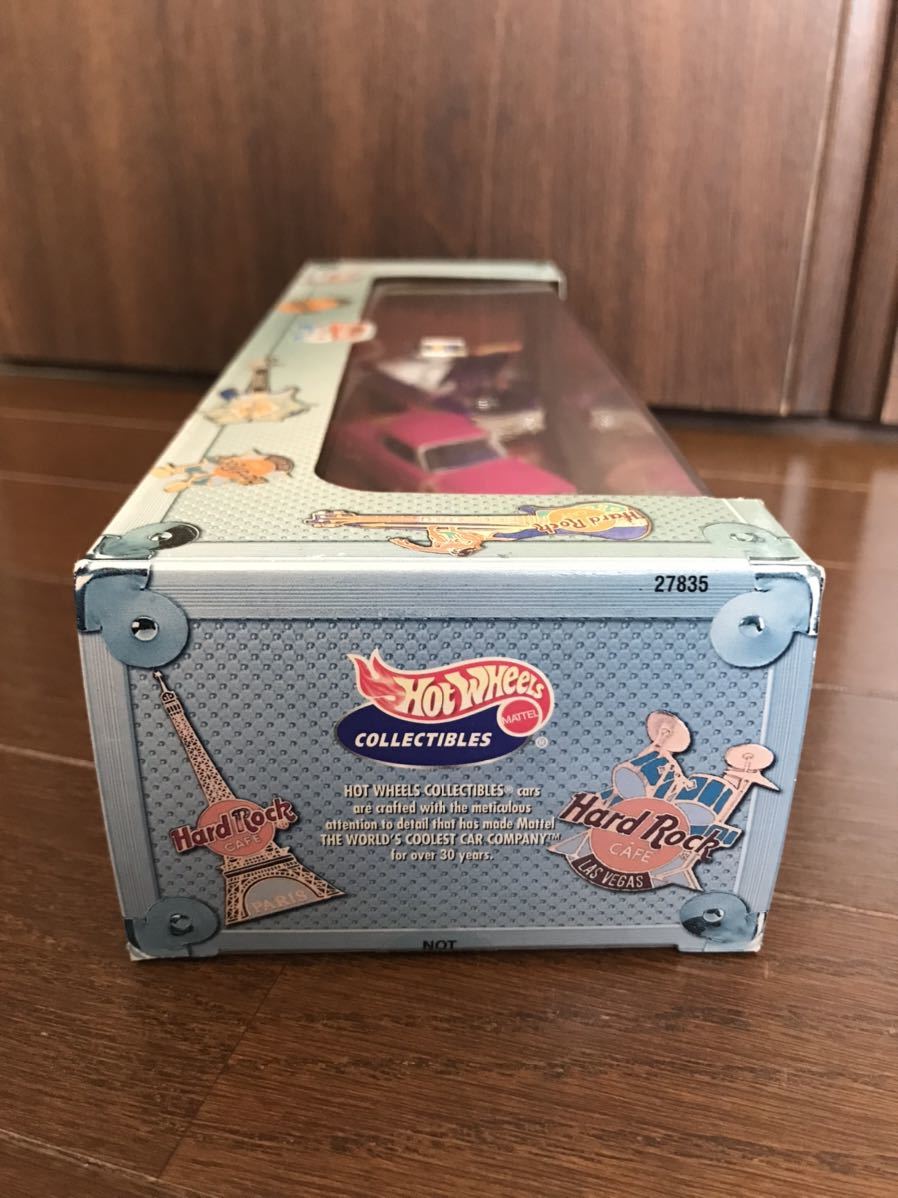 Hard Rock
27835
Hot Wheels
MATTEL
COLLECTIBLES ®
HOT WHEELS COLLECTIBLES® cars
are crafted with the meticulous
attention to detail that has made Mattel
THE WORLD'S COOLEST CAR COMPANY™
for over 30 years.
Hard Rock
CAFE
PARIS
Hard Rock
CAFE
LAS VEGAS
NOT